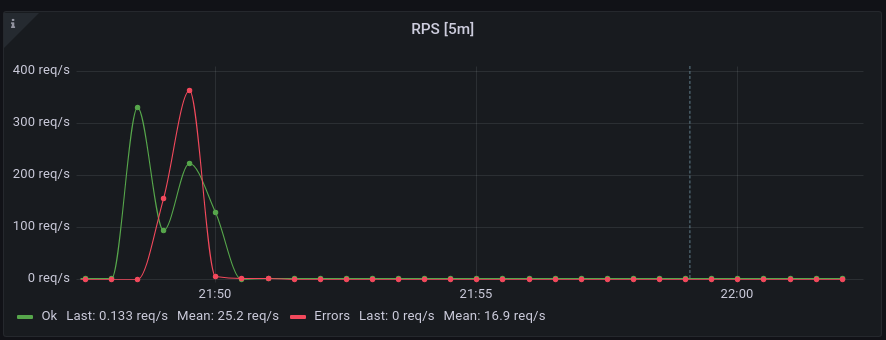 i
RPS [5m]
400 req/s
300 req/s
200 req/s
100 req/s
0 req/s
21:50 21:55 22:00
Ok Last: 0.133 req/s Mean: 25.2 req/s Errors Last: 0 req/s Mean: 16.9 req/s